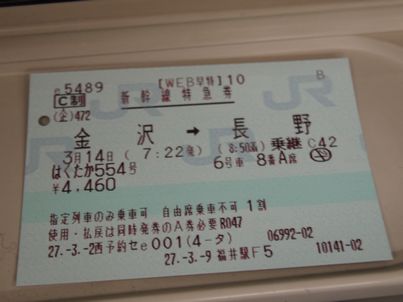 e5489 [WEB早特]10 B
C制 新幹線特急券
(企)472
金沢 → 長野
3月14日 (7:22発) (8:50着) 乗継 C42
はくたか554号 6号車 8番A席
¥4,460
指定列車のみ乗車可 自由席乗車不可 1割
使用・払戻は同時発券のA券必要R047
27.-3.-2西予約セe001(4-タ) 06992-02
27.-3.-9 福井駅F5 10141-02